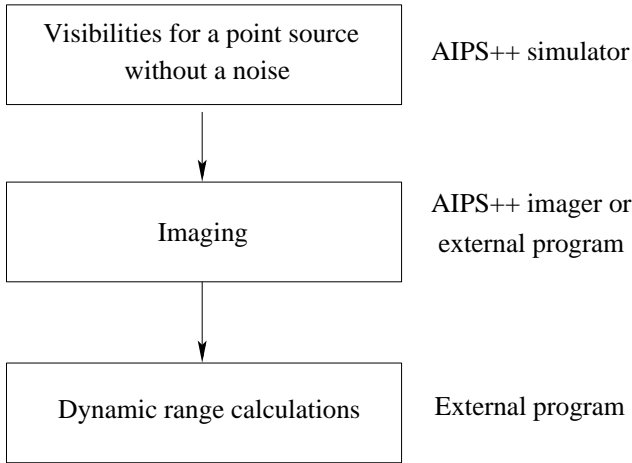 Visibilities for a point source
without a noise
AIPS++ simulator
Imaging
AIPS++ imager or
external program
Dynamic range calculations
External program